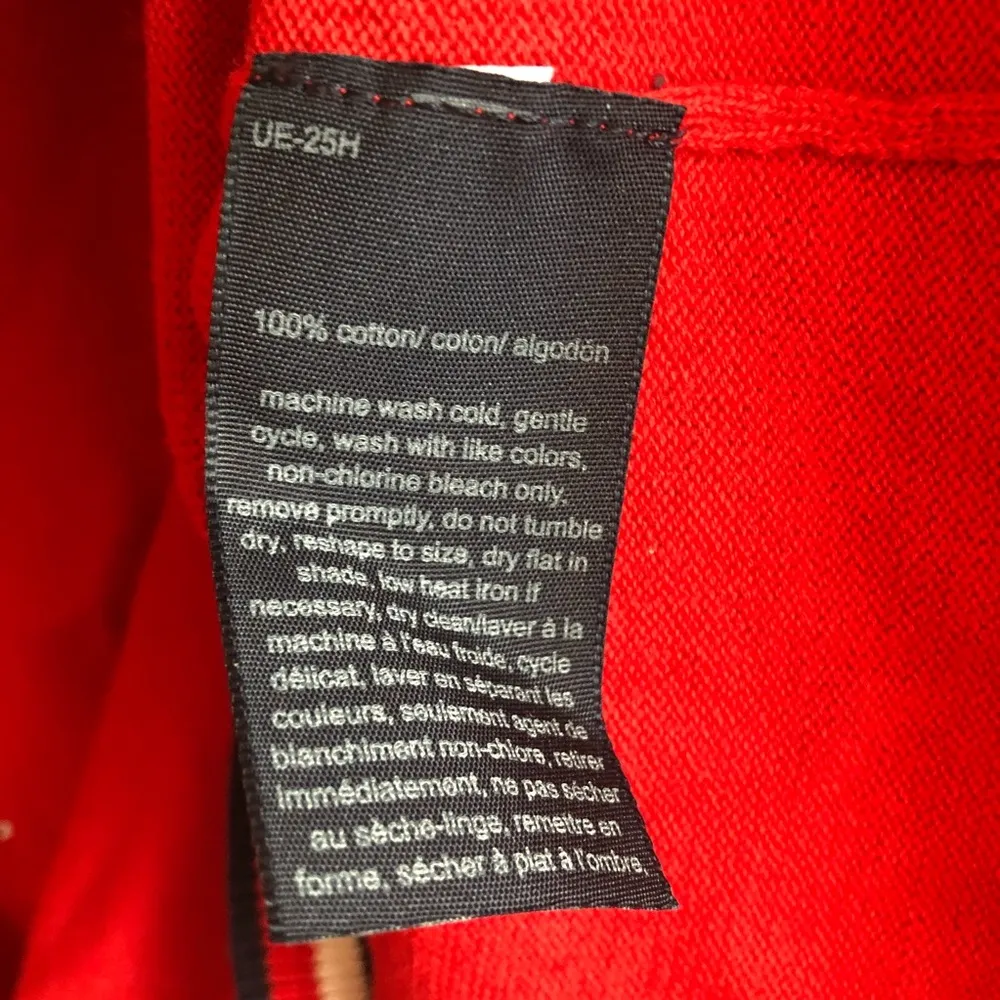 UE-25H
100% cotton/ coton/ algodón
machine wash cold, gentle
cycle, wash with like colors,
non-chlorine bleach only,
remove promptly, do not tumble
dry, reshape to size, dry flat in
shade, low heat iron if
necessary, dry clean/laver à la
machine à l'eau froide, cycle
délicat, laver en séparant les
couleurs, seulement agent de
blanchiment non-chlore, retirer
immédiatement, ne pas sécher
au sèche-linge, remettre en
forme, sécher à plat à l'ombre,